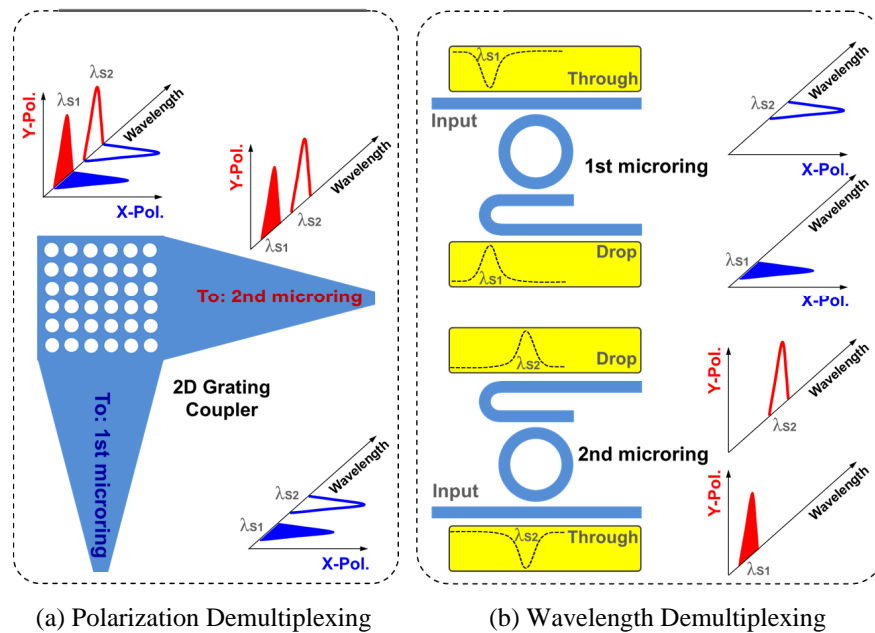 Y-Pol.
λS1
λS2
Wavelength
X-Pol.
Y-Pol.
λS1
λS2
Wavelength
To: 2nd microring
2D Grating
Coupler
To: 1st microring
λS1
λS2
Wavelength
X-Pol.
(a) Polarization Demultiplexing
λS1
Through
Input
1st microring
Drop
λS1
λS2
Wavelength
X-Pol.
λS1
Wavelength
X-Pol.
Drop
λS2
2nd microring
Input
λS2
Through
Y-Pol.
λS2
Wavelength
Y-Pol.
λS1
Wavelength
(b) Wavelength Demultiplexing